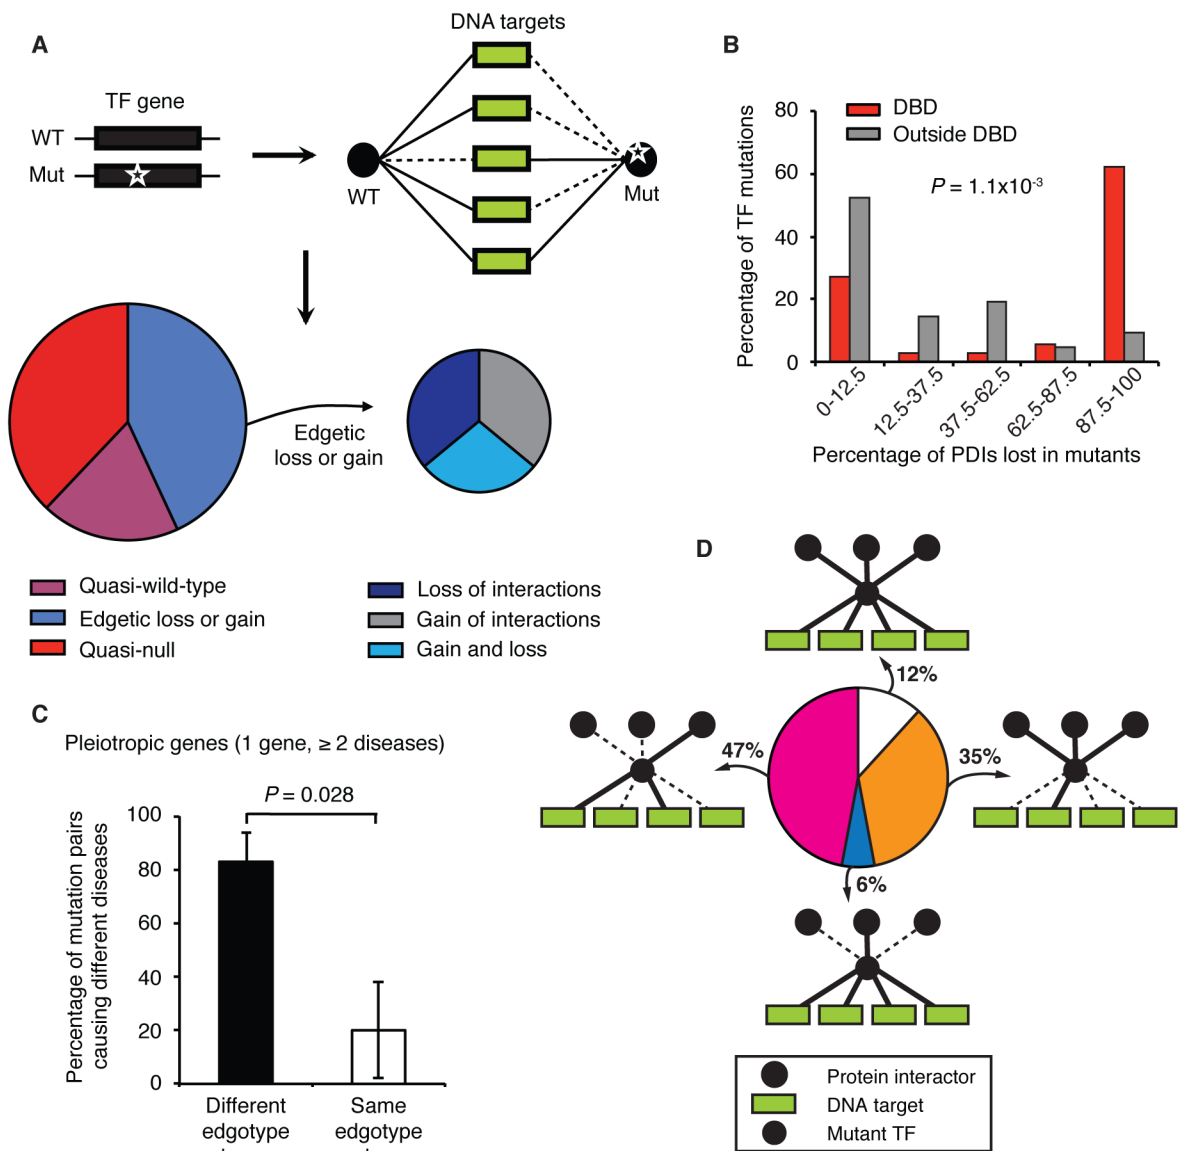 A
DNA targets
TF gene
WT
Mut
WT
Mut
Edgetic
loss or gain
Quasi-wild-type
Edgetic loss or gain
Quasi-null
Loss of interactions
Gain of interactions
Gain and loss
B
Percentage of TF mutations
80
60
40
20
0
DBD
Outside DBD
P = 1.1x10-3
0-12.5
12.5-37.5
37.5-62.5
62.5-87.5
87.5-100
Percentage of PDIs lost in mutants
C
Pleiotropic genes (1 gene, ≥ 2 diseases)
P = 0.028
Percentage of mutation pairs
causing different diseases
100
80
60
40
20
0
Different
edgotype
Same
edgotype
D
12%
47%
35%
6%
Protein interactor
DNA target
Mutant TF